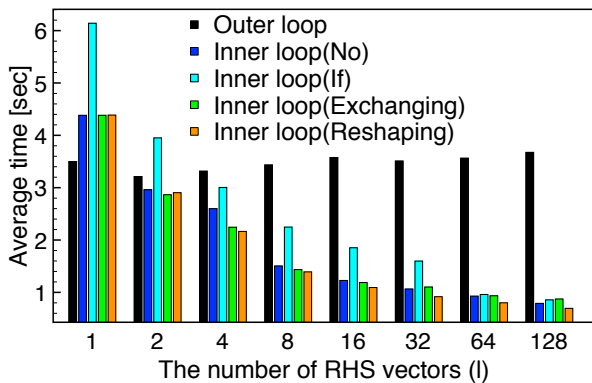 Outer loop
Inner loop(No)
Inner loop(If)
Inner loop(Exchanging)
Inner loop(Reshaping)
Average time [sec]
6
5
4
3
2
1
1 2 4 8 16 32 64 128
The number of RHS vectors (l)